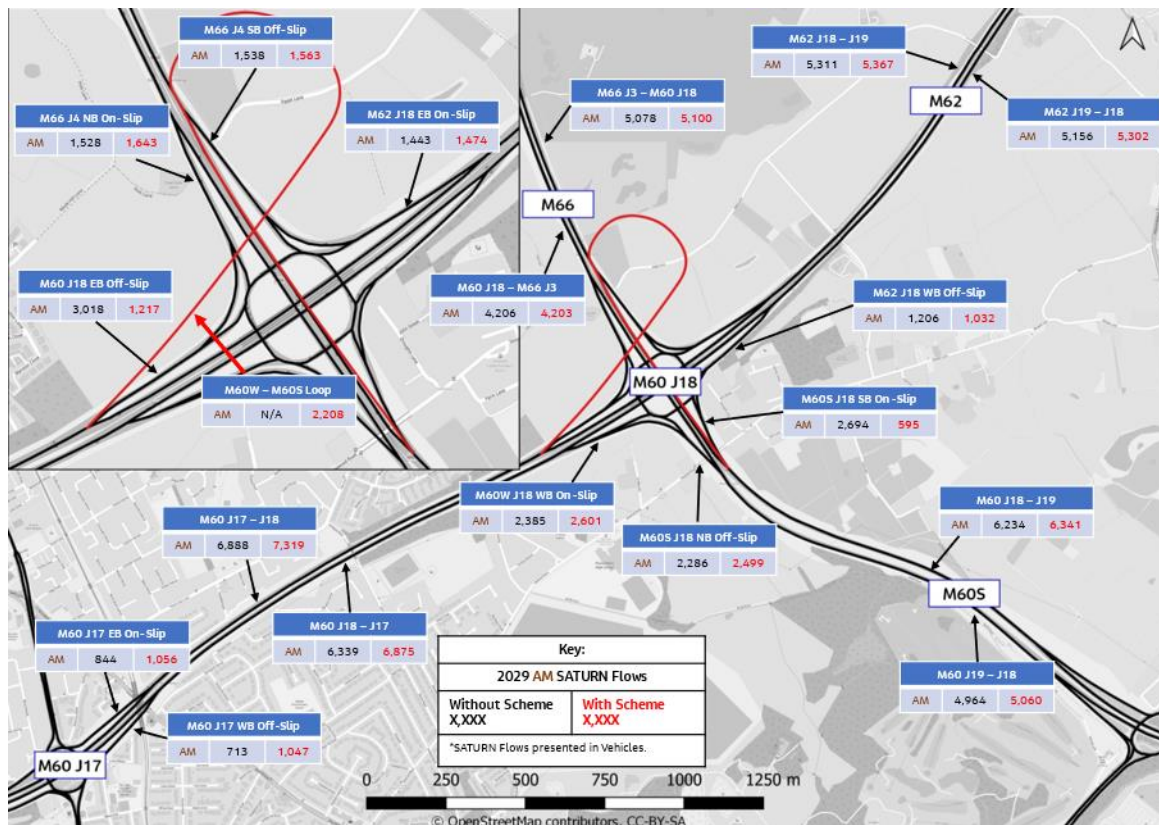 M66 J4 SB Off-Slip
AM 1,538 1,563
M66 J4 NB On-Slip
AM 1,528 1,643
M62 J18 EB On-Slip
AM 1,443 1,474
M60 J18 EB Off-Slip
AM 3,018 1,217
M60W – M60S Loop
AM N/A 2,208
M62 J18 – J19
AM 5,311 5,367
M62
M66 J3 – M60 J18
AM 5,078 5,100
M62 J19 – J18
AM 5,156 5,302
M66
M60 J18 – M66 J3
AM 4,206 4,203
M62 J18 WB Off-Slip
AM 1,206 1,032
M60 J18
M60S J18 SB On-Slip
AM 2,694 595
M60W J18 WB On-Slip
AM 2,385 2,601
M60 J18 – J19
AM 6,234 6,341
M60 J17 – J18
AM 6,888 7,319
M60S J18 NB Off-Slip
AM 2,286 2,499
M60S
M60 J17 EB On-Slip
AM 844 1,056
M60 J18 – J17
AM 6,339 6,875
M60 J19 – J18
AM 4,964 5,060
M60 J17 WB Off-Slip
AM 713 1,047
M60 J17
Key:
2029 AM SATURN Flows
Without Scheme
X,XXX
With Scheme
X,XXX
*SATURN Flows presented in Vehicles.
0 250 500 750 1000 1250 m
© OpenStreetMap contributors, CC-BY-SA